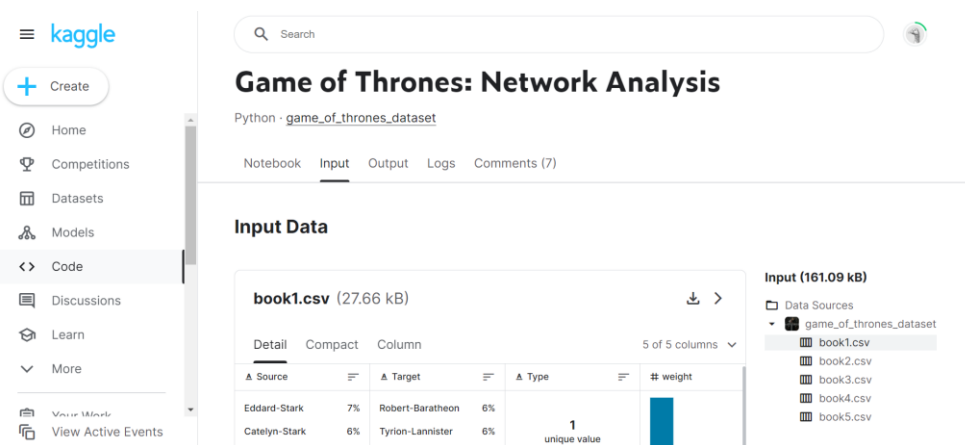 kaggle
Search
Create
Home
Competitions
Datasets
Models
Code
Discussions
Learn
More
Your Work
View Active Events
Game of Thrones: Network Analysis
Python · game_of_thrones_dataset
Notebook Input Output Logs Comments (7)
Input Data
book1.csv (27.66 kB)
Detail Compact Column 5 of 5 columns
Source Target Type # weight
Eddard-Stark 7% Robert-Baratheon 6%
Catelyn-Stark 6% Tyrion-Lannister 6%
1
unique value
Input (161.09 kB)
Data Sources
game_of_thrones_dataset
book1.csv
book2.csv
book3.csv
book4.csv
book5.csv